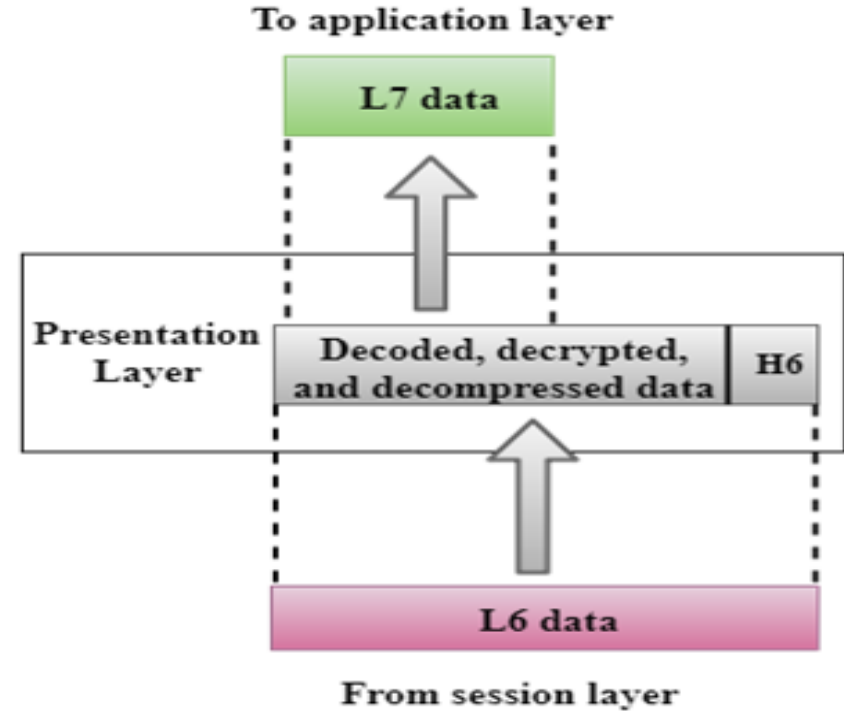 To application layer
L7 data
Presentation
Layer
Decoded, decrypted,
and decompressed data
H6
L6 data
From session layer